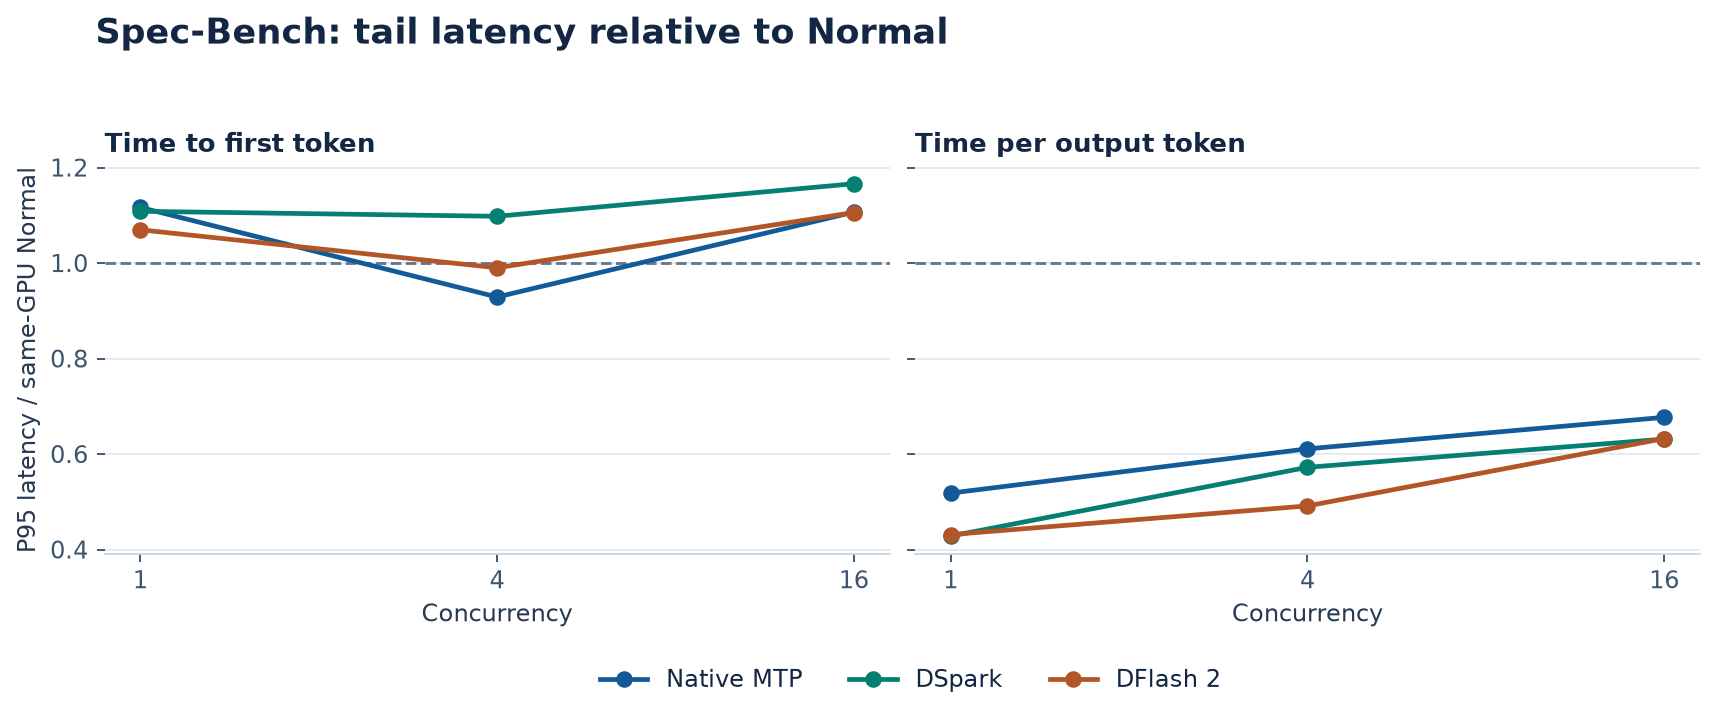 Spec-Bench: tail latency relative to Normal
Time to first token
Time per output token
P95 latency / same-GPU Normal
1.2
1.0
0.8
0.6
0.4
1
4
16
1
4
16
Concurrency
Concurrency
Native MTP
DSpark
DFlash 2